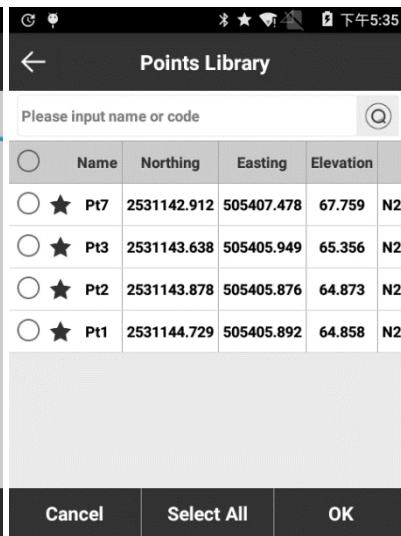 下午5:35
Points Library
Please input name or code
Name Northing Easting Elevation
Pt7 2531142.912 505407.478 67.759 N2
Pt3 2531143.638 505405.949 65.356 N2
Pt2 2531143.878 505405.876 64.873 N2
Pt1 2531144.729 505405.892 64.858 N2
Cancel Select All OK